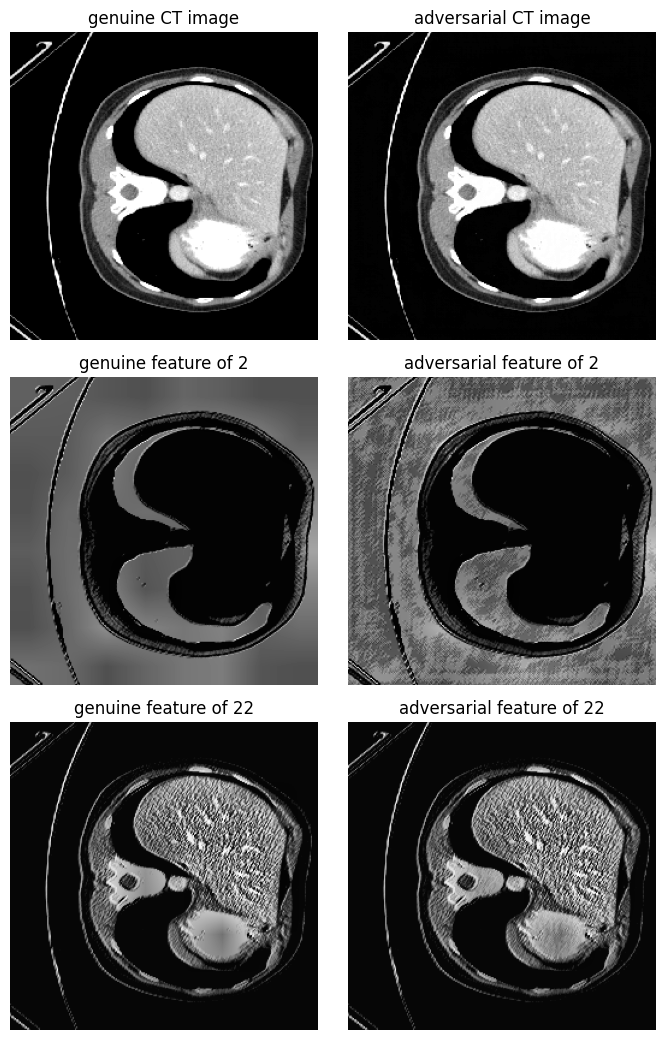 genuine CT image
adversarial CT image
genuine feature of 2
adversarial feature of 2
genuine feature of 22
adversarial feature of 22